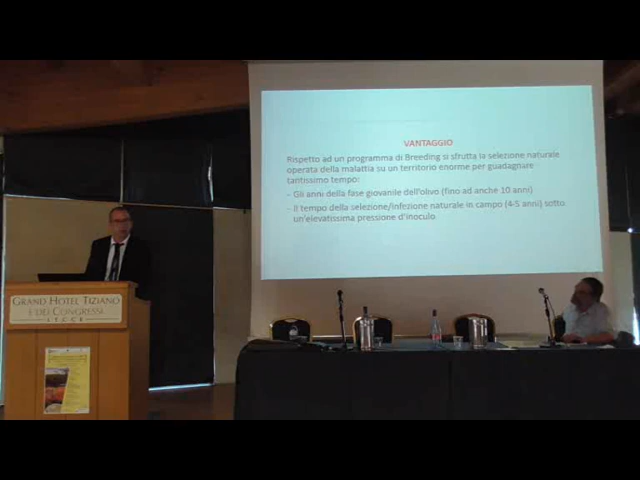 VANTAGGIO
Rispetto ad un programma di Breeding si sfrutta la selezione naturale
operata della malattia su un territorio enorme per guadagnare
tantissimo tempo:
– Gli anni della fase giovanile dell'olivo (fino ad anche 10 anni)
– Il tempo della selezione/infezione naturale in campo (4-5 anni) sotto
un'elevatissima pressione d'inoculo
GRAND HOTEL TIZIANO
E DEI CONGRESSI
LECCE